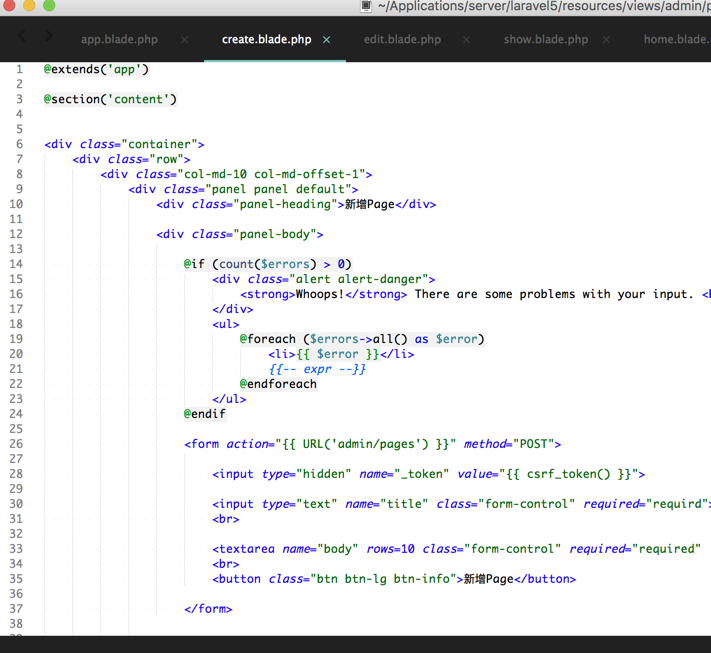 ~/Applications/server/laravel5/resources/views/admin/p
app.blade.php × create.blade.php × edit.blade.php × show.blade.php × home.blade.
1 @extends('app')
2
3 @section('content')
4
5
6 <div class="container">
7 <div class="row">
8 <div class="col-md-10 col-md-offset-1">
9 <div class="panel panel default">
10 <div class="panel-heading">新增Page</div>
11
12 <div class="panel-body">
13
14 @if (count($errors) > 0)
15 <div class="alert alert-danger">
16 <strong>Whoops!</strong> There are some problems with your input. <b
17 </div>
18 <ul>
19 @foreach ($errors->all() as $error)
20 <li>{{ $error }}</li>
21 {{-- expr --}}
22 @endforeach
23 </ul>
24 @endif
25
26 <form action="{{ URL('admin/pages') }}" method="POST">
27
28 <input type="hidden" name="_token" value="{{ csrf_token() }}">
29
30 <input type="text" name="title" class="form-control" required="requird">
31 <br>
32
33 <textarea name="body" rows=10 class="form-control" required="required"
34 <br>
35 <button class="btn btn-lg btn-info">新增Page</button>
36
37 </form>
38